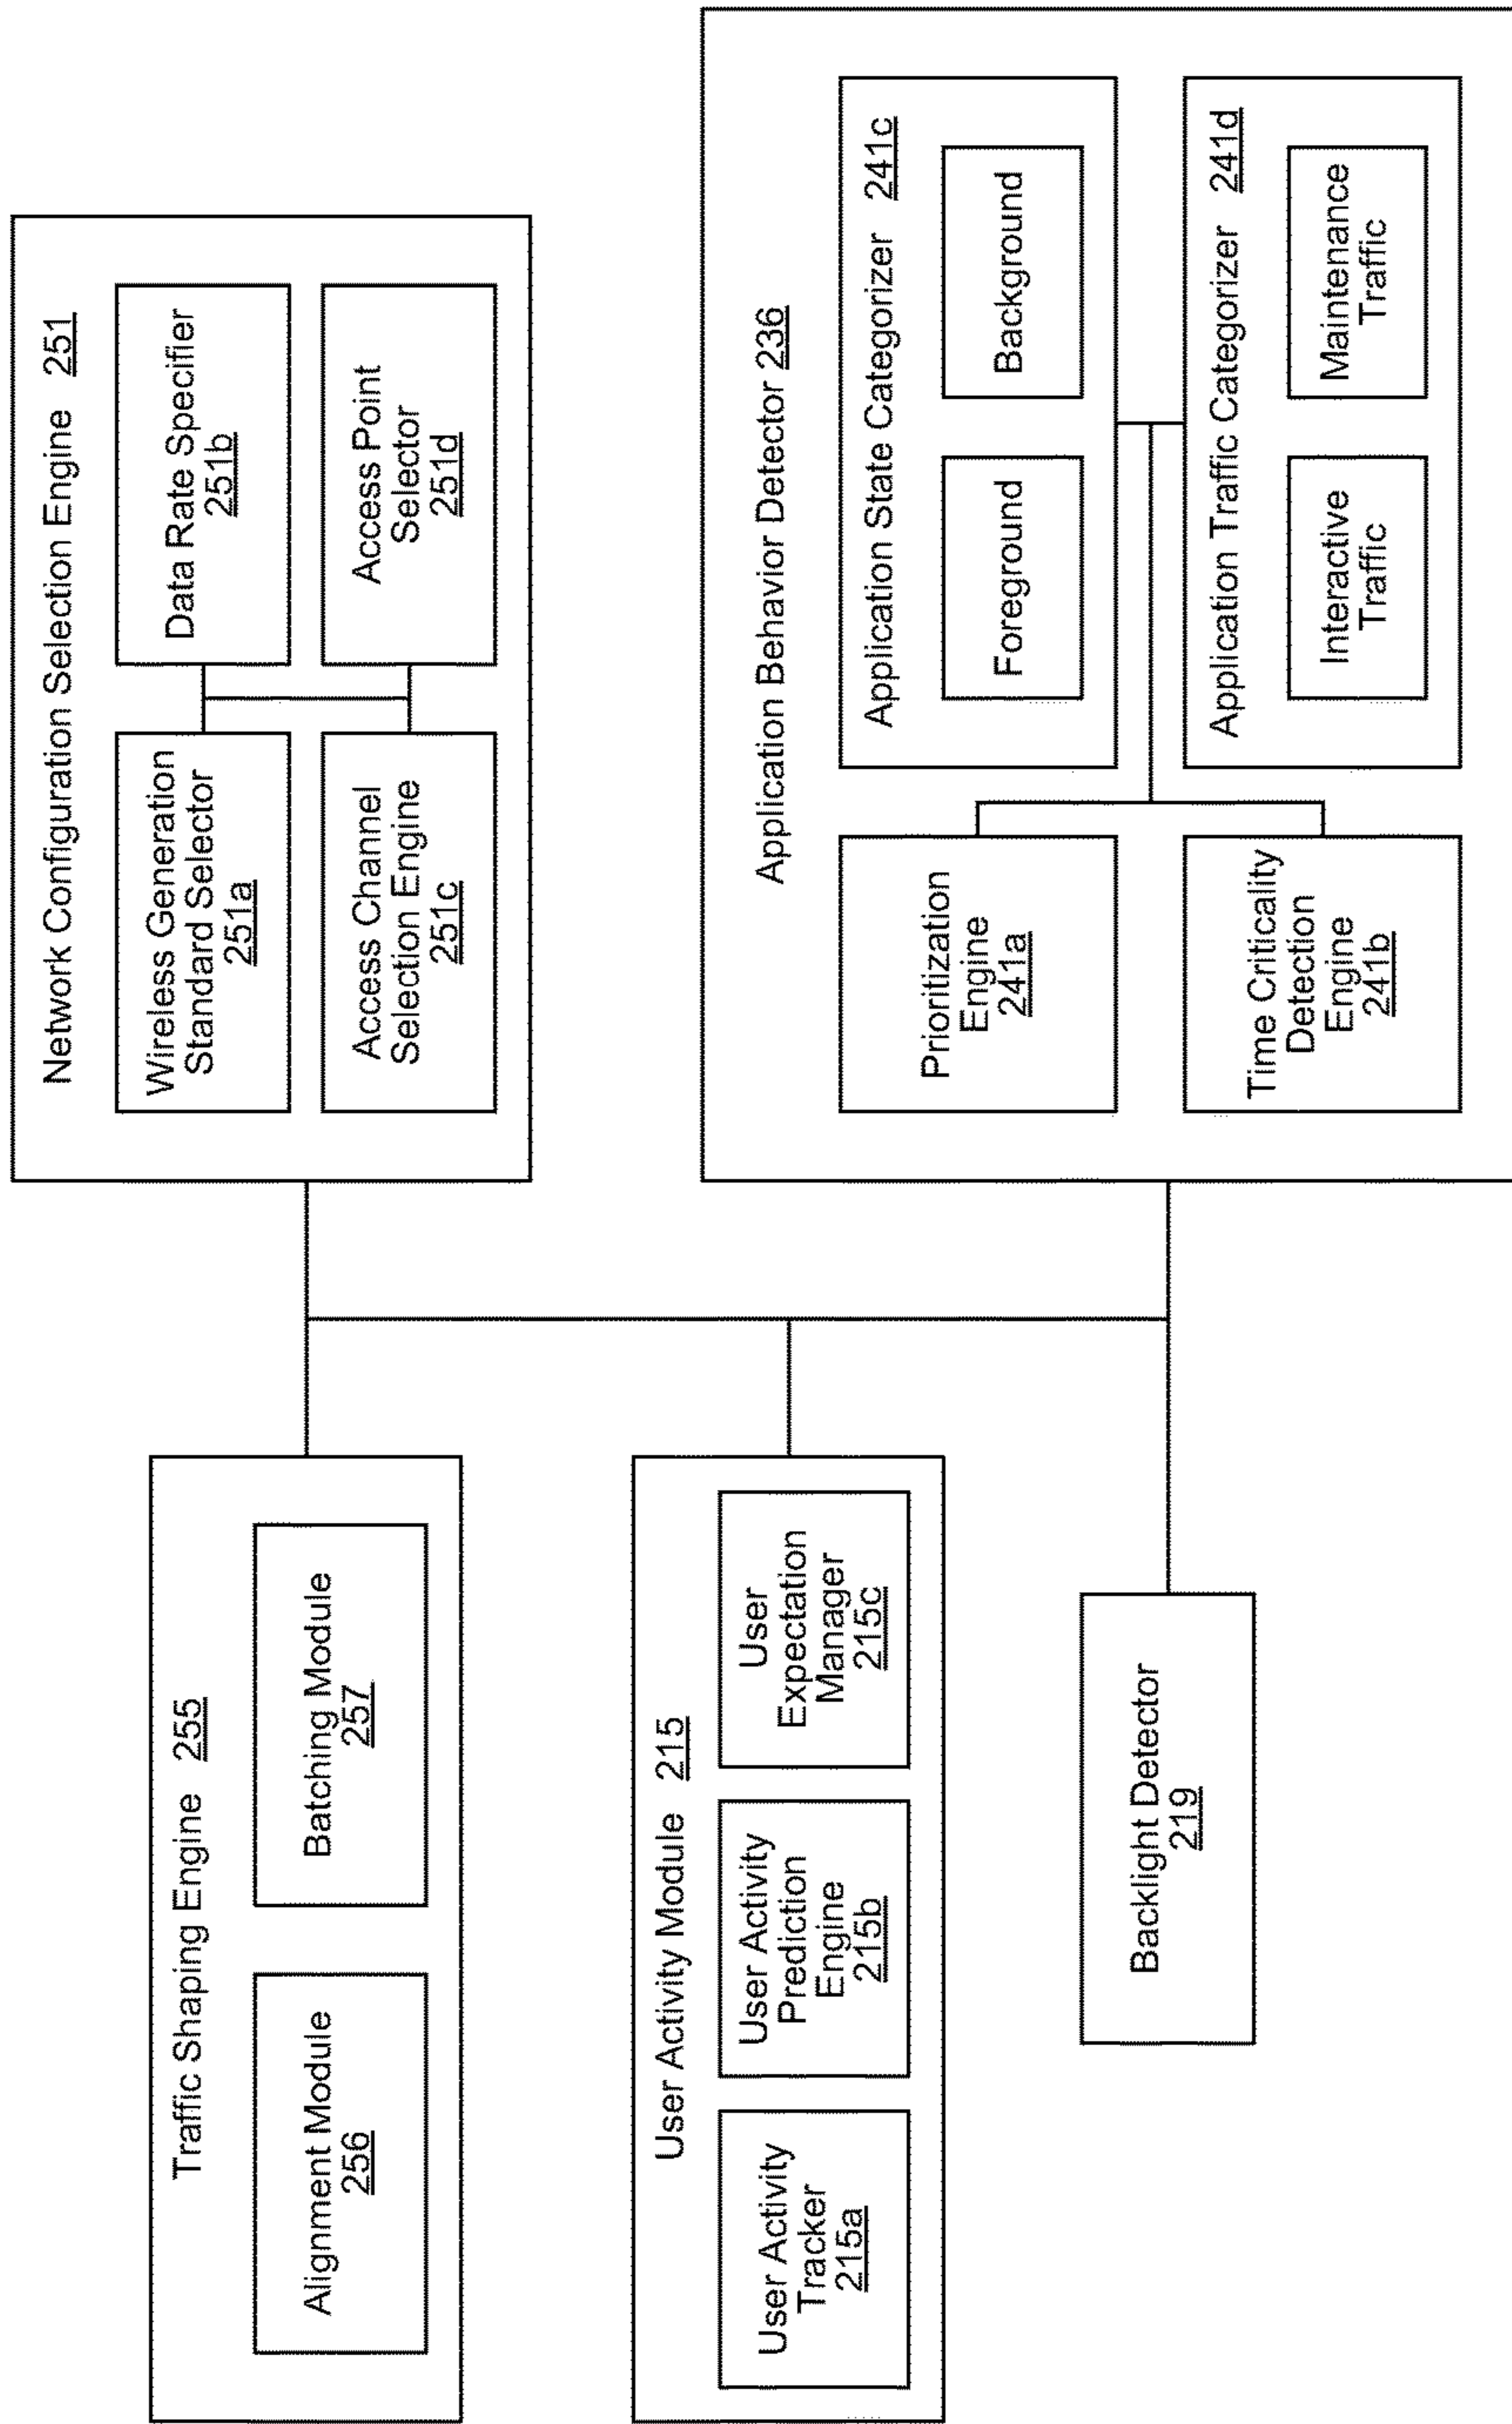 Traffic Shaping Engine 255
Alignment Module
256
Batching Module
257
User Activity Module 215
User Activity
Tracker
215a
User Activity
Prediction
Engine
215b
User
Expectation
Manager
215c
Backlight Detector
219
Network Configuration Selection Engine 251
Wireless Generation
Standard Selector
251a
Data Rate Specifier
251b
Access Channel
Selection Engine
251c
Access Point
Selector
251d
Application Behavior Detector 236
Prioritization
Engine
241a
Time Criticality
Detection
Engine
241b
Application State Categorizer 241c
Foreground
Background
Application Traffic Categorizer 241d
Interactive
Traffic
Maintenance
Traffic